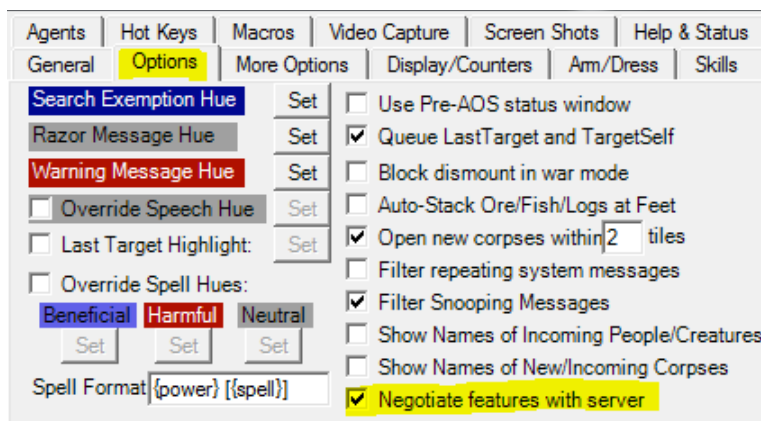 Agents Hot Keys Macros Video Capture Screen Shots Help & Status
General Options More Options Display/Counters Arm/Dress Skills
Search Exemption Hue Set
Razor Message Hue Set
Warning Message Hue Set
Override Speech Hue Set
Last Target Highlight: Set
Override Spell Hues:
Beneficial Harmful Neutral
Set Set Set
Spell Format {power} [{spell}]
Use Pre-AOS status window
Queue LastTarget and TargetSelf
Block dismount in war mode
Auto-Stack Ore/Fish/Logs at Feet
Open new corpses within 2 tiles
Filter repeating system messages
Filter Snooping Messages
Show Names of Incoming People/Creatures
Show Names of New/Incoming Corpses
Negotiate features with server